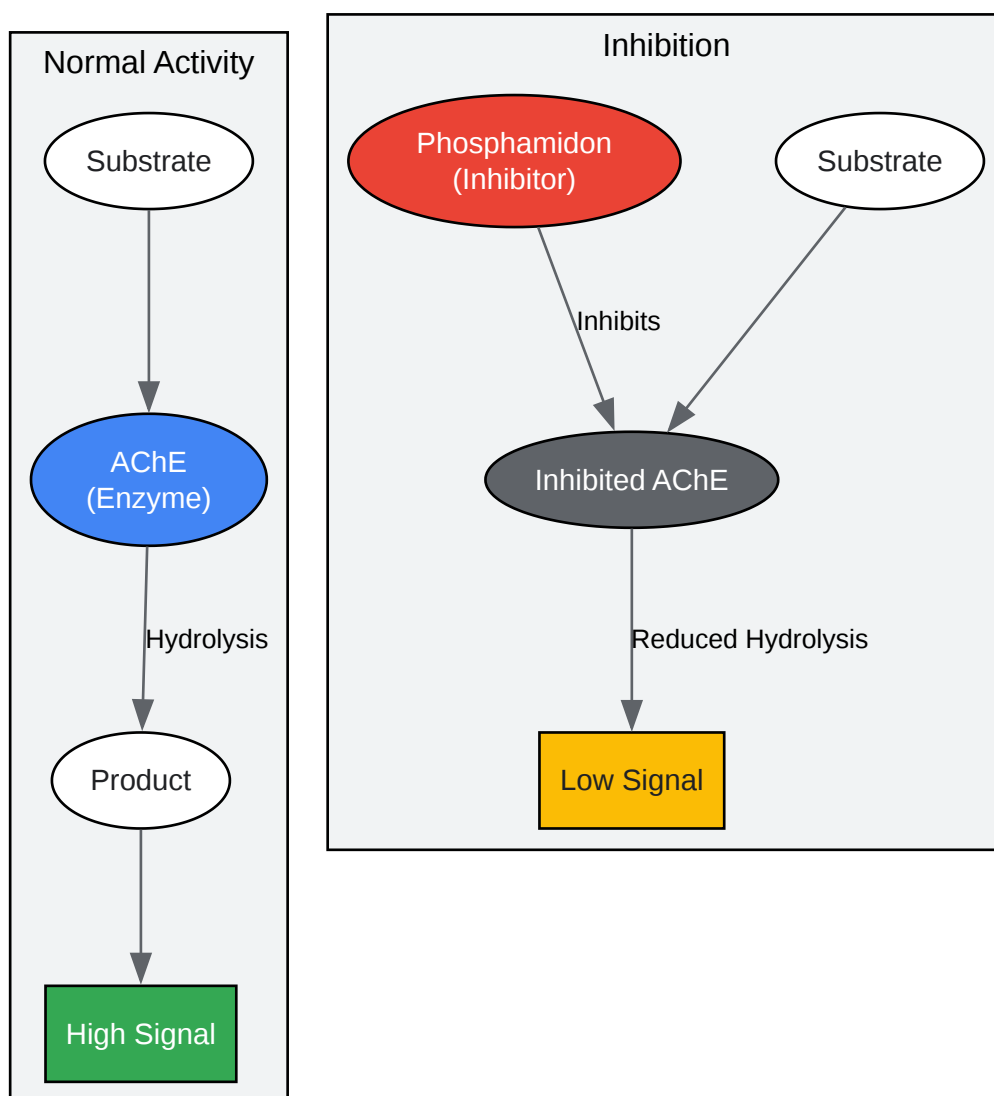 Normal Activity
Substrate
AChE
(Enzyme)
Hydrolysis
Product
High Signal
Inhibition
Phosphamidon
(Inhibitor)
Substrate
Inhibits
Inhibited AChE
Reduced Hydrolysis
Low Signal